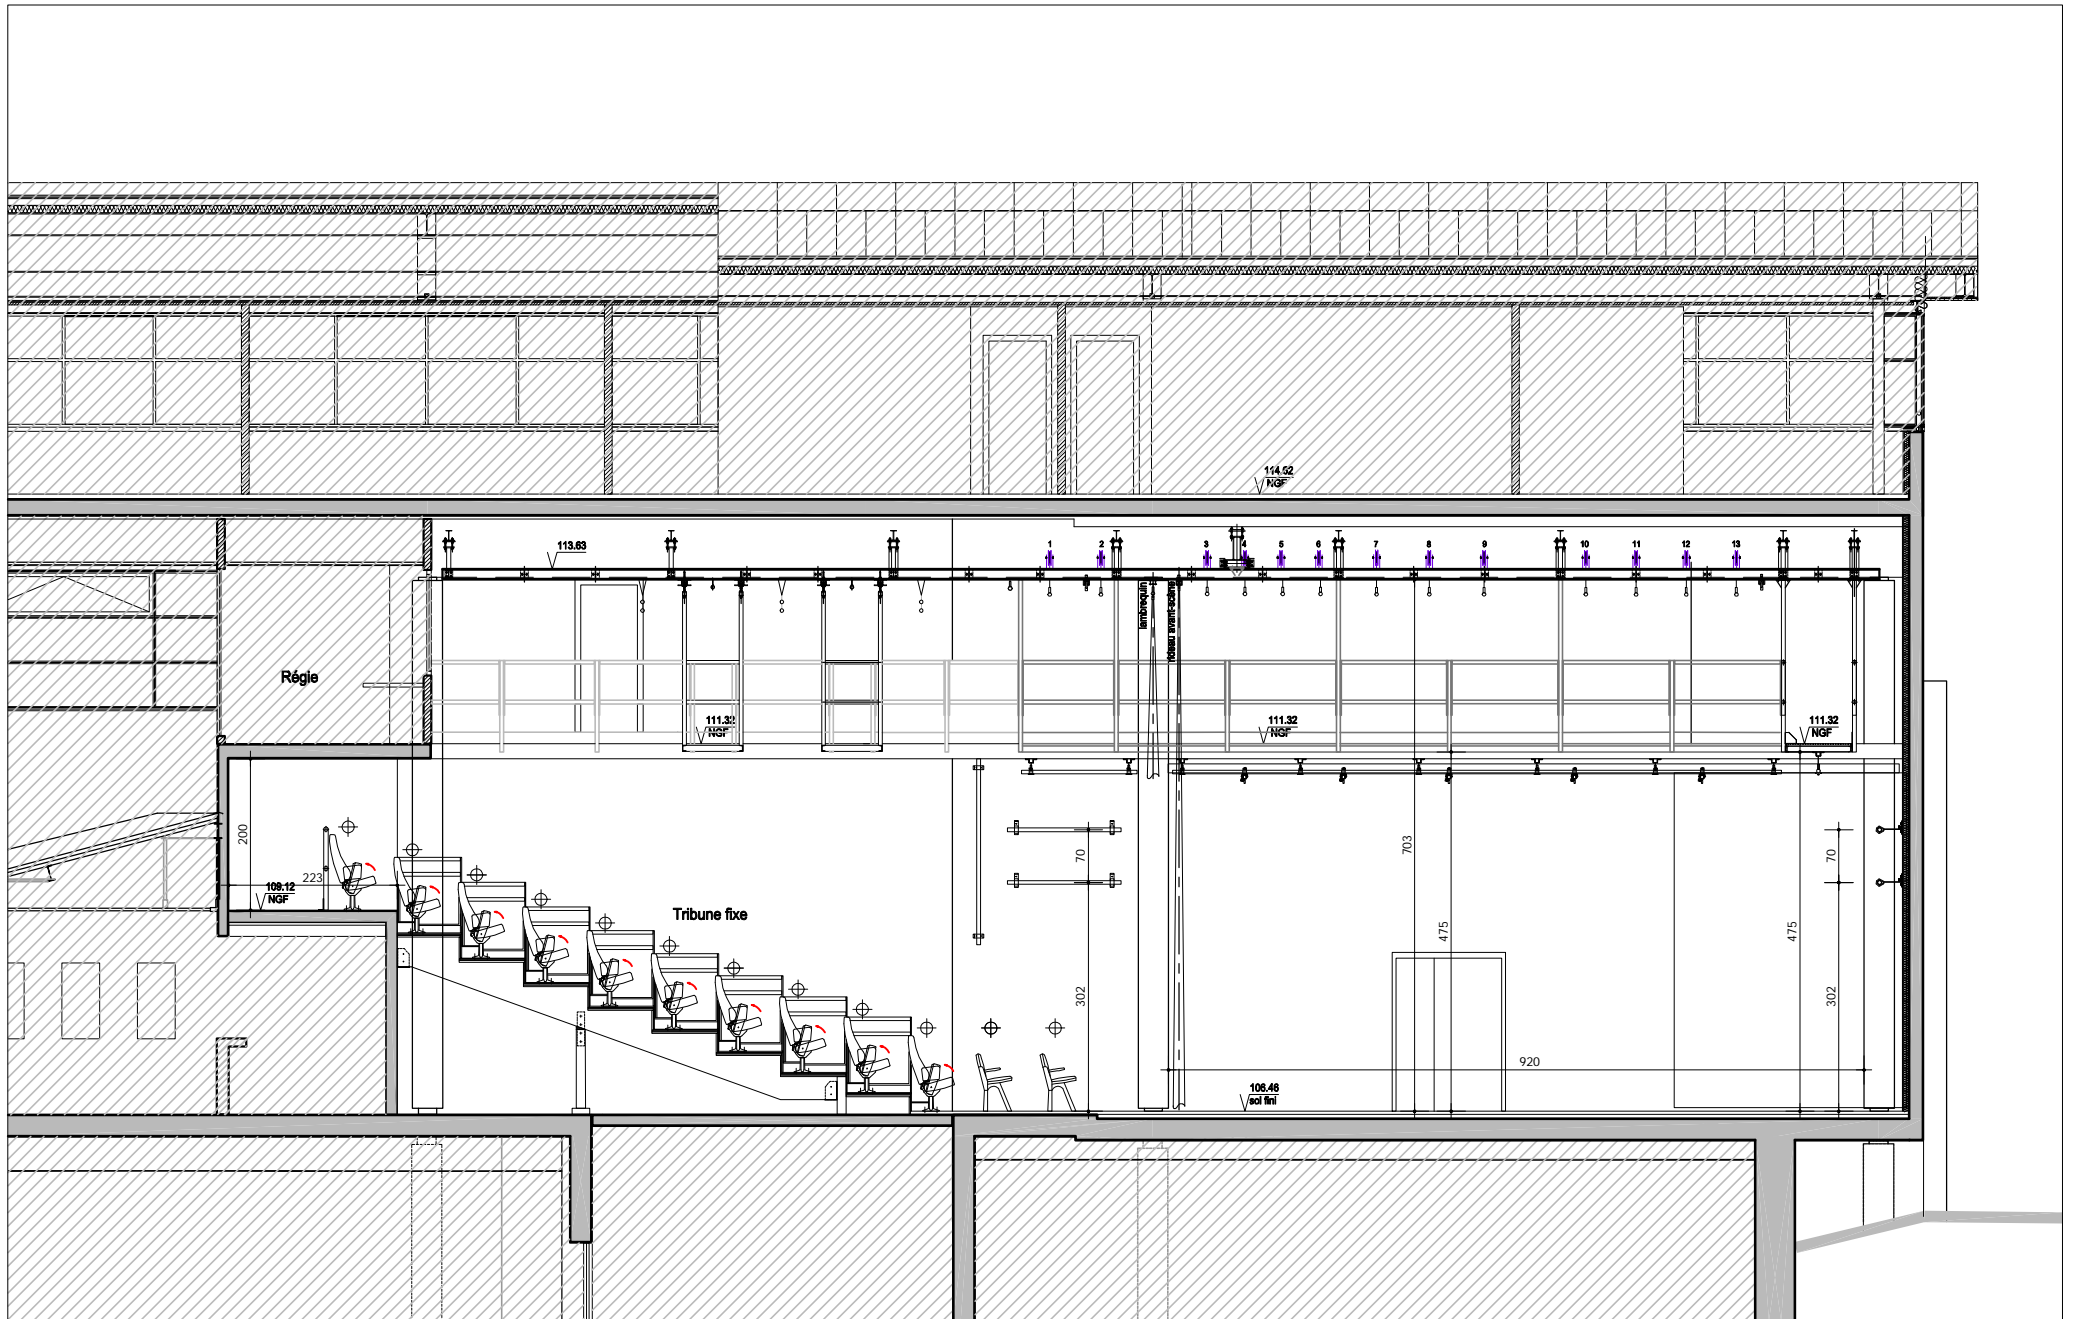 114.52
NGF
113.63
1 2 3 4 5 6 7 8 9 10 11 12 13
lambrequin
rideau avant-scène
Régie
111.32
NGF
111.32
NGF
111.32
NGF
200
223
109.12
NGF
Tribune fixe
70
302
703
475
475
70
302
920
106.46
sol fini